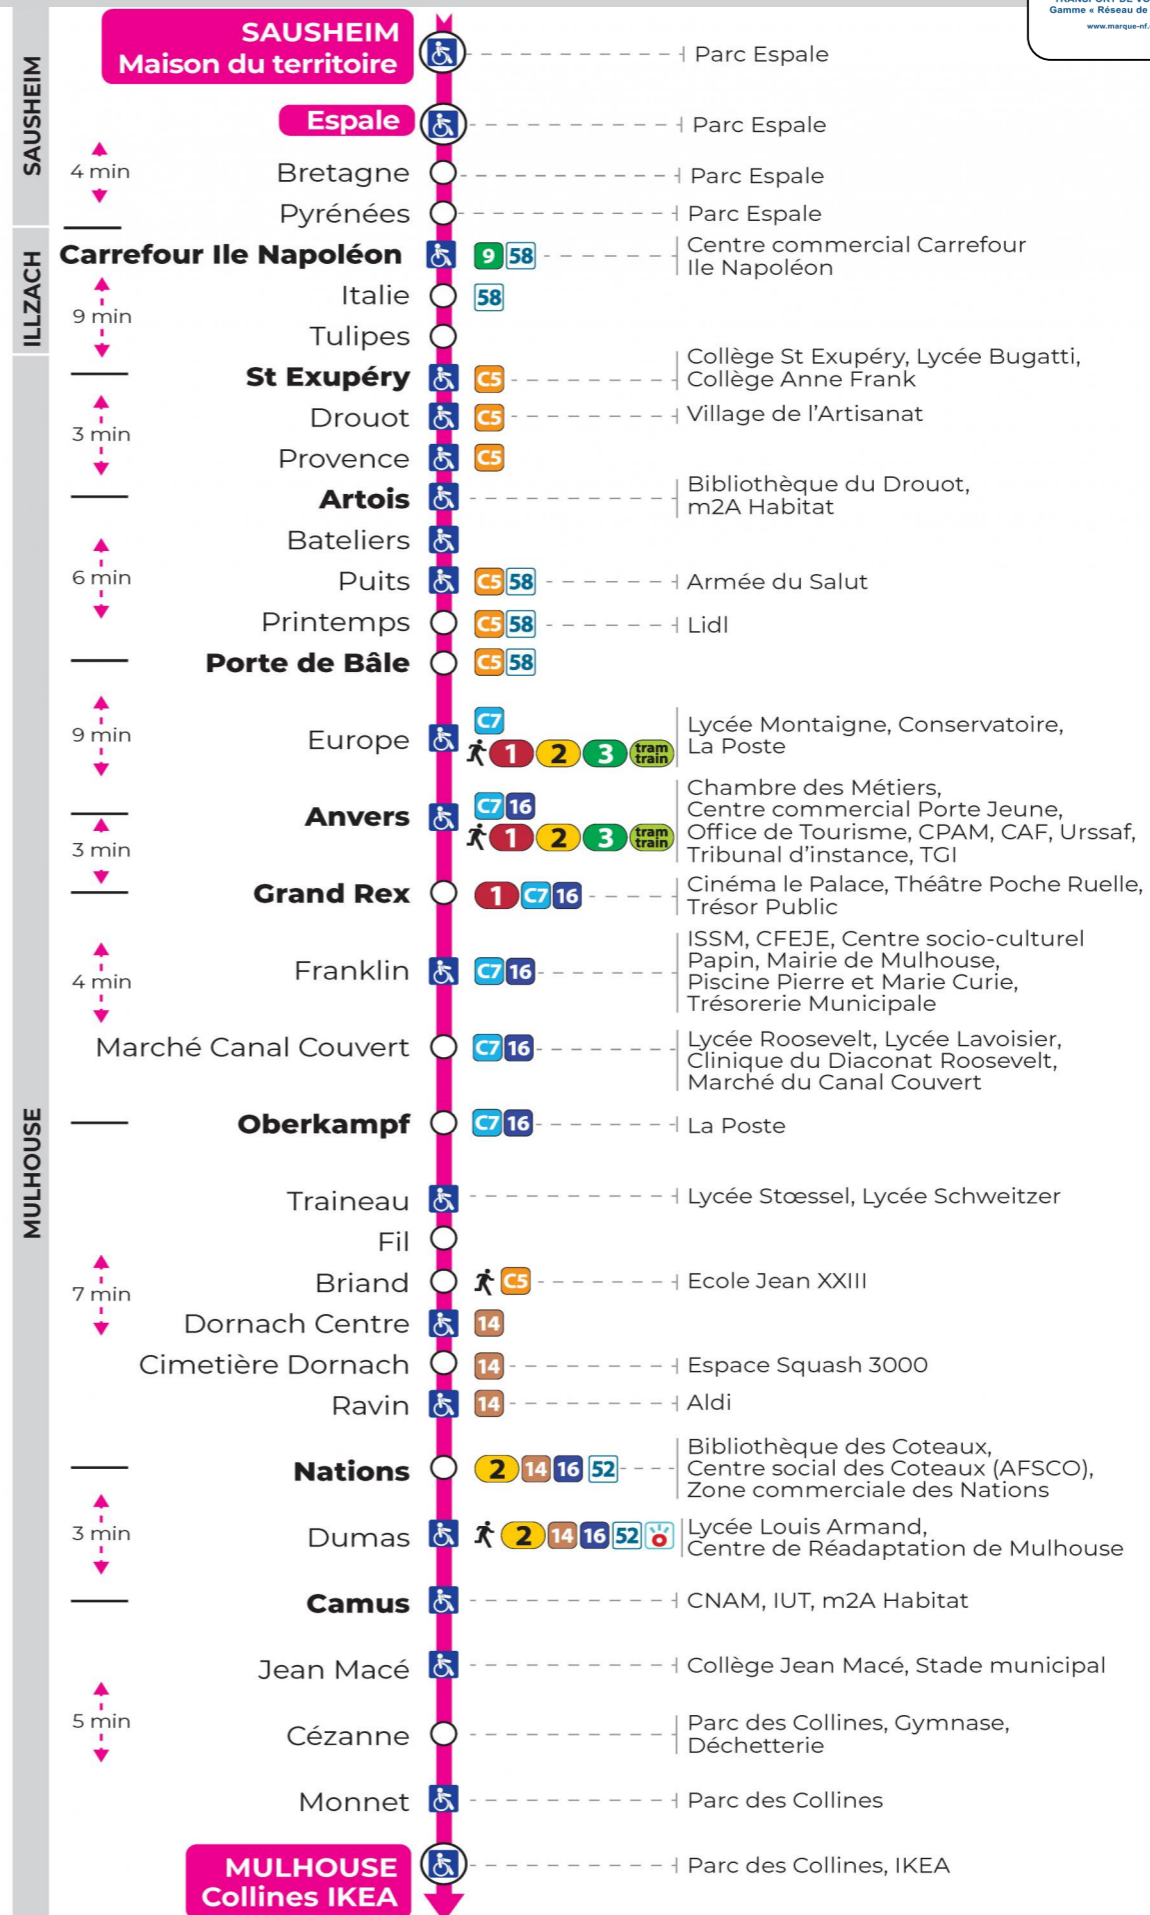 TRANSPORT DE VO
Gamme « Réseau de
www.marque-nf.
SAUSHEIM
SAUSHEIM
Maison du territoire
Parc Espale
Espale
Parc Espale
4 min
Bretagne
Parc Espale
Pyrénées
Parc Espale
ILLZACH
Carrefour Ile Napoléon
9 58
Centre commercial Carrefour
Ile Napoléon
9 min
Italie
58
Tulipes
MULHOUSE
St Exupéry
C5
Collège St Exupéry, Lycée Bugatti,
Collège Anne Frank
3 min
Drouot
C5
Village de l’Artisanat
Provence
C5
Artois
Bibliothèque du Drouot,
m2A Habitat
Bateliers
6 min
Puits
C5 58
Armée du Salut
Printemps
C5 58
Lidl
Porte de Bâle
C5 58
9 min
Europe
C7
1 2 3 tram train
Lycée Montaigne, Conservatoire,
La Poste
Anvers
C7 16
1 2 3 tram train
Chambre des Métiers,
Centre commercial Porte Jeune,
Office de Tourisme, CPAM, CAF, Urssaf,
Tribunal d’instance, TGI
3 min
Grand Rex
1 C7 16
Cinéma le Palace, Théâtre Poche Ruelle,
Trésor Public
4 min
Franklin
C7 16
ISSM, CFEJE, Centre socio-culturel
Papin, Mairie de Mulhouse,
Piscine Pierre et Marie Curie,
Trésorerie Municipale
Marché Canal Couvert
C7 16
Lycée Roosevelt, Lycée Lavoisier,
Clinique du Diaconat Roosevelt,
Marché du Canal Couvert
Oberkampf
C7 16
La Poste
Traineau
Lycée Stœssel, Lycée Schweitzer
Fil
7 min
Briand
C5
Ecole Jean XXIII
Dornach Centre
14
Cimetière Dornach
14
Espace Squash 3000
Ravin
14
Aldi
Nations
2 14 16 52
Bibliothèque des Coteaux,
Centre social des Coteaux (AFSCO),
Zone commerciale des Nations
3 min
Dumas
2 14 16 52
Lycée Louis Armand,
Centre de Réadaptation de Mulhouse
Camus
CNAM, IUT, m2A Habitat
Jean Macé
Collège Jean Macé, Stade municipal
5 min
Cézanne
Parc des Collines, Gymnase,
Déchetterie
Monnet
Parc des Collines
MULHOUSE
Collines IKEA
Parc des Collines, IKEA